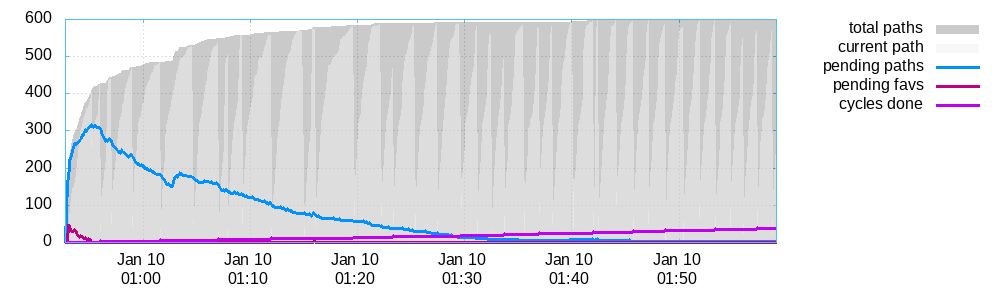 600
500
400
300
200
100
0
Jan 10
01:00
Jan 10
01:10
Jan 10
01:20
Jan 10
01:30
Jan 10
01:40
Jan 10
01:50
total paths
current path
pending paths
pending favs
cycles done